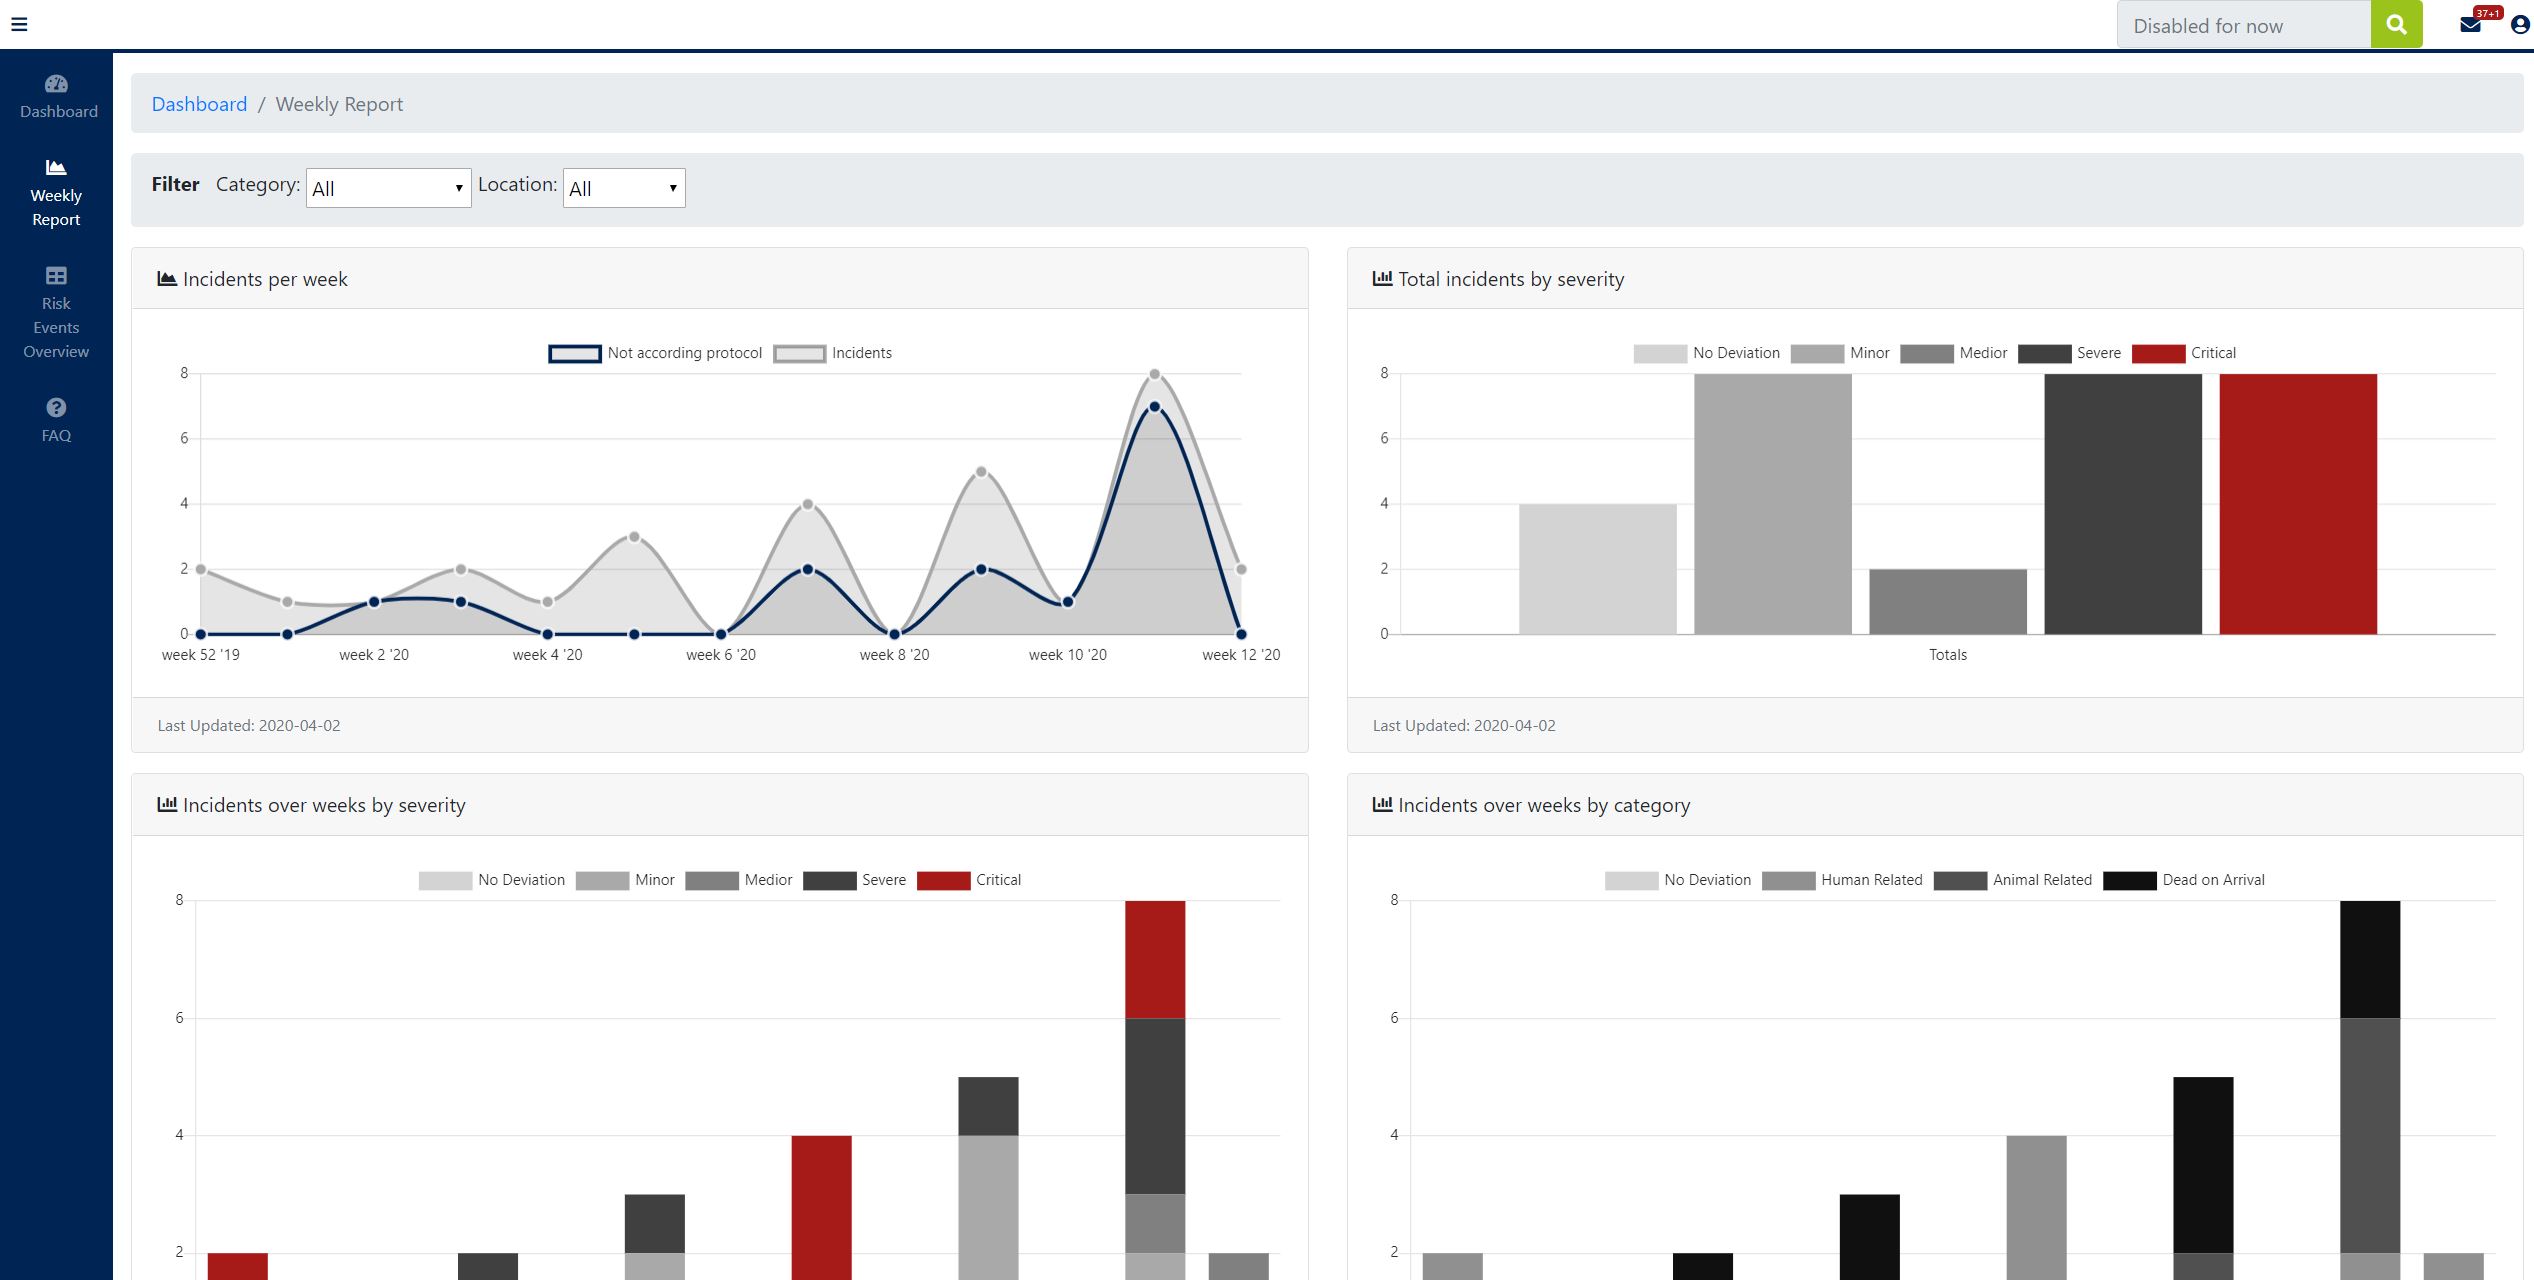 Disabled for now
37+1
Dashboard
Weekly
Report
Risk
Events
Overview
FAQ
Dashboard / Weekly Report
Filter Category: All Location: All
Incidents per week
Not according protocol Incidents
8
6
4
2
0
week 52 '19 week 2 '20 week 4 '20 week 6 '20 week 8 '20 week 10 '20 week 12 '20
Last Updated: 2020-04-02
Total incidents by severity
No Deviation Minor Medior Severe Critical
8
6
4
2
0
Totals
Last Updated: 2020-04-02
Incidents over weeks by severity
No Deviation Minor Medior Severe Critical
8
6
4
2
Incidents over weeks by category
No Deviation Human Related Animal Related Dead on Arrival
8
6
4
2